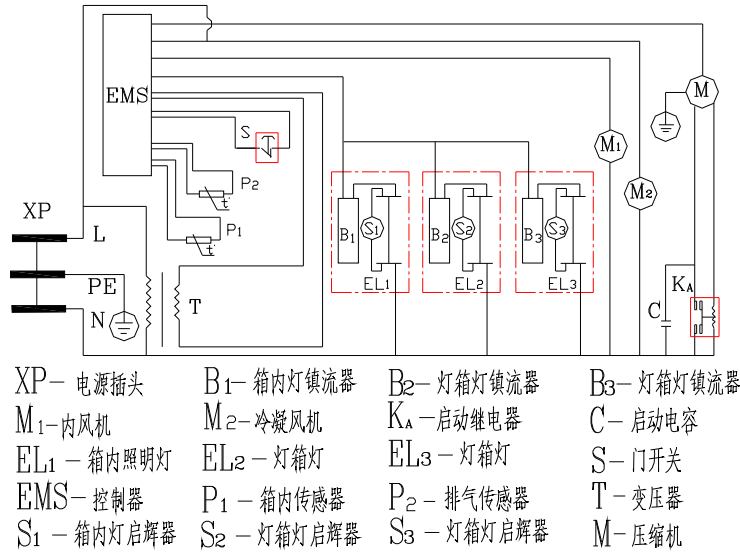 EMS
S
P2
t
P1
t
M
M1
M2
XP
L
PE
N
T
B1
S1
EL1
B2
S2
EL2
B3
S3
EL3
KA
C
XP— 电源插头
B1—箱内灯镇流器
B2—灯箱灯镇流器
B3—灯箱灯镇流器
M1—内风机
M2—冷凝风机
KA—启动继电器
C—启动电容
EL1—箱内照明灯
EL2—灯箱灯
EL3—灯箱灯
S—门开关
EMS—控制器
P1—箱内传感器
P2—排气传感器
T—变压器
S1—箱内灯启辉器
S2—灯箱灯启辉器
S3—灯箱灯启辉器
M—压缩机